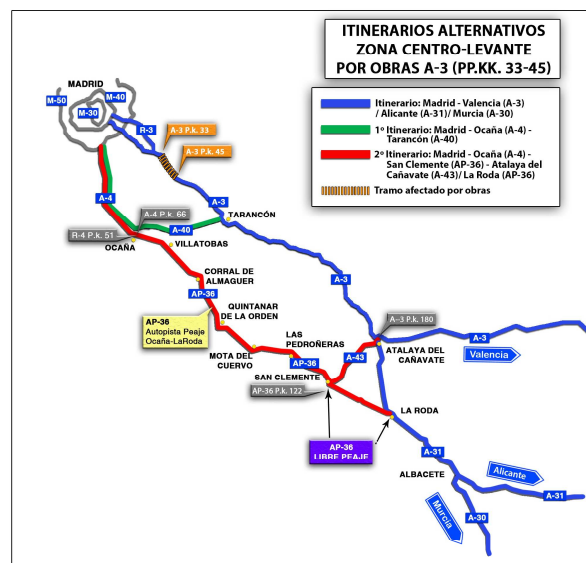 ITINERARIOS ALTERNATIVOS
ZONA CENTRO-LEVANTE
POR OBRAS A-3 (PP.KK. 33-45)
Itinerario: Madrid - Valencia (A-3)
/ Alicante (A-31) / Murcia (A-30)
1º Itinerario: Madrid - Ocaña (A-4) -
Tarancón (A-40)
2º Itinerario: Madrid - Ocaña (A-4) -
San Clemente (AP-36) - Atalaya del
Cañavate (A-43)/ La Roda (AP-36)
Tramo afectado por obras
MADRID
M-50
M-40
M-30
R-3
A-3 P.k. 33
A-3 P.k. 45
A-3
A-4
A-4 P.k. 66
TARANCÓN
R-4 P.k. 51
A-40
OCAÑA
VILLATOBAS
CORRAL DE
ALMAGUER
A-3
AP-36
QUINTANAR
DE LA ORDEN
AP-36
Autopista Peaje
Ocaña-LaRoda
A-3 P.k. 180
LAS
PEDROÑERAS
A-3
MOTA DEL
CUERVO
AP-36
A-43
ATALAYA DEL
CAÑAVATE
Valencia
SAN CLEMENTE
AP-36 P.k. 122
LA RODA
AP-36
LIBRE PEAJE
A-31
ALBACETE
Alicante
A-31
Murcia
A-30